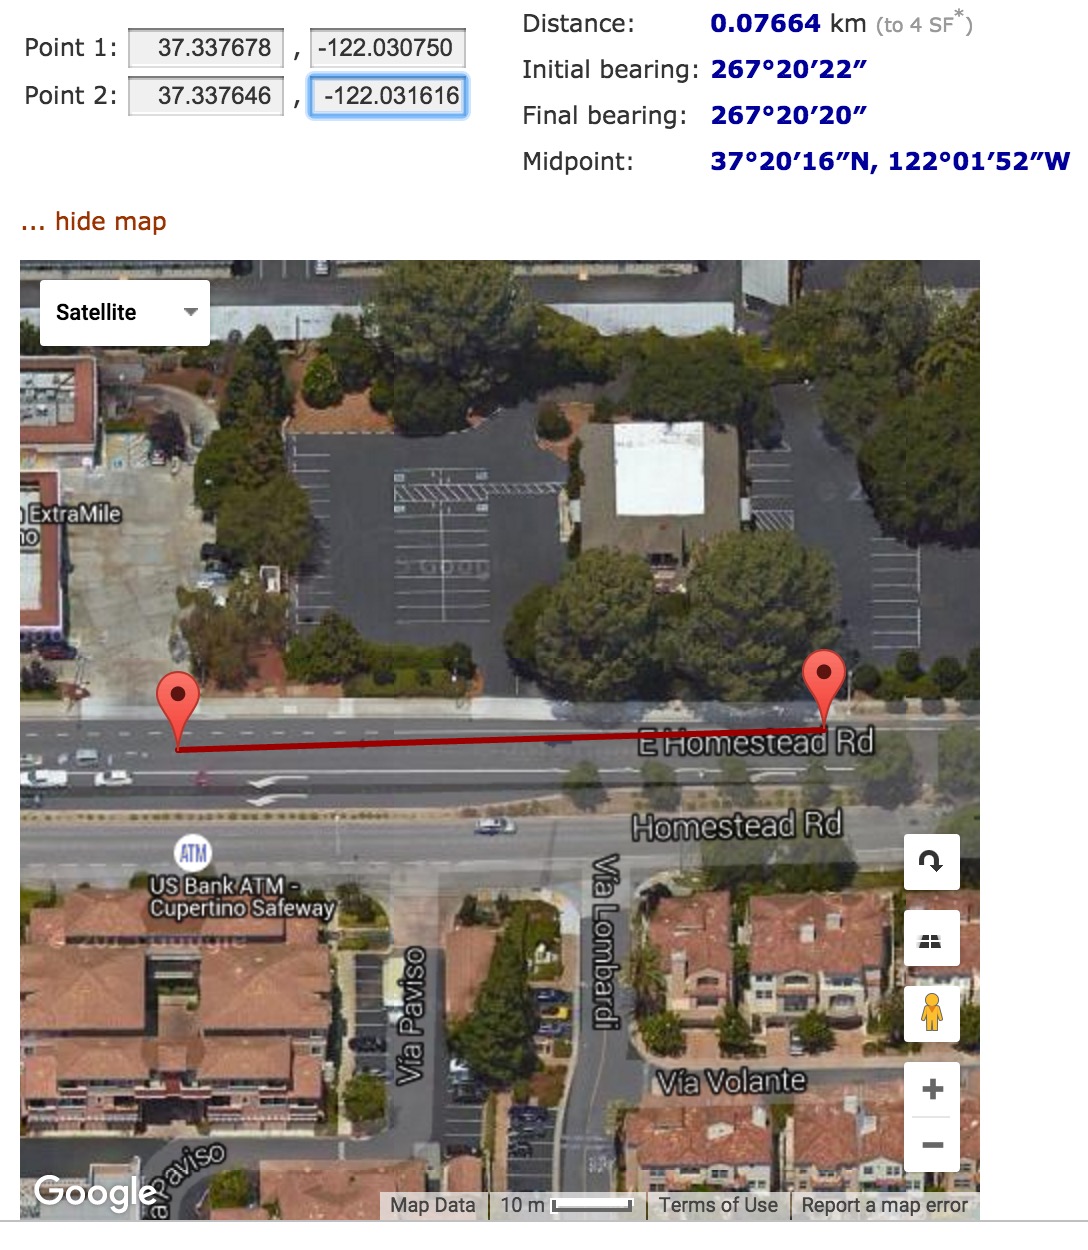 Point 1: 37.337678 , -122.030750
Point 2: 37.337646 , -122.031616
Distance: 0.07664 km (to 4 SF*)
Initial bearing: 267°20′22″
Final bearing: 267°20′20″
Midpoint: 37°20′16″N, 122°01′52″W
... hide map
Satellite
ExtraMile
E Homestead Rd
Homestead Rd
ATM
US Bank ATM -
Cupertino Safeway
Vía Paviso
Vía Lombardi
Vía Volante
Paviso
Google
Map Data
10 m
Terms of Use
Report a map error